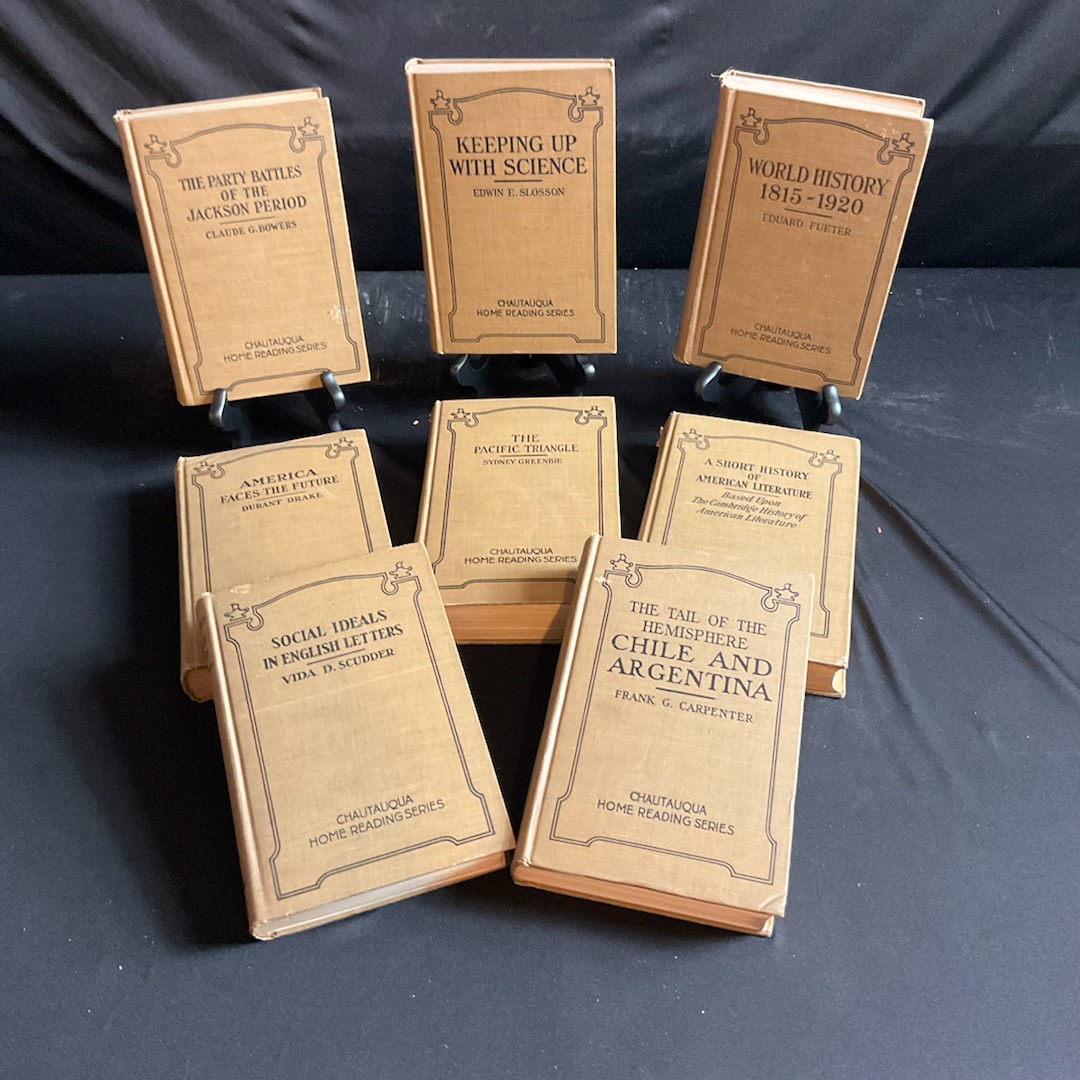 THE PARTY BATTLES
OF THE
JACKSON PERIOD
CLAUDE G. BOWERS
CHAUTAUQUA
HOME READING SERIES
KEEPING UP
WITH SCIENCE
EDWIN E. SLOSSON
CHAUTAUQUA
HOME READING SERIES
WORLD HISTORY
1815-1920
EDUARD FUETER
CHAUTAUQUA
HOME READING SERIES
AMERICA
FACES THE FUTURE
DURANT DRAKE
THE
PACIFIC TRIANGLE
SYDNEY GREENBIE
CHAUTAUQUA
HOME READING SERIES
A SHORT HISTORY
OF
AMERICAN LITERATURE
Based Upon
The Cambridge History of
American Literature
SOCIAL IDEALS
IN ENGLISH LETTERS
VIDA D. SCUDDER
CHAUTAUQUA
HOME READING SERIES
THE TAIL OF THE
HEMISPHERE
CHILE AND
ARGENTINA
FRANK G. CARPENTER
CHAUTAUQUA
HOME READING SERIES